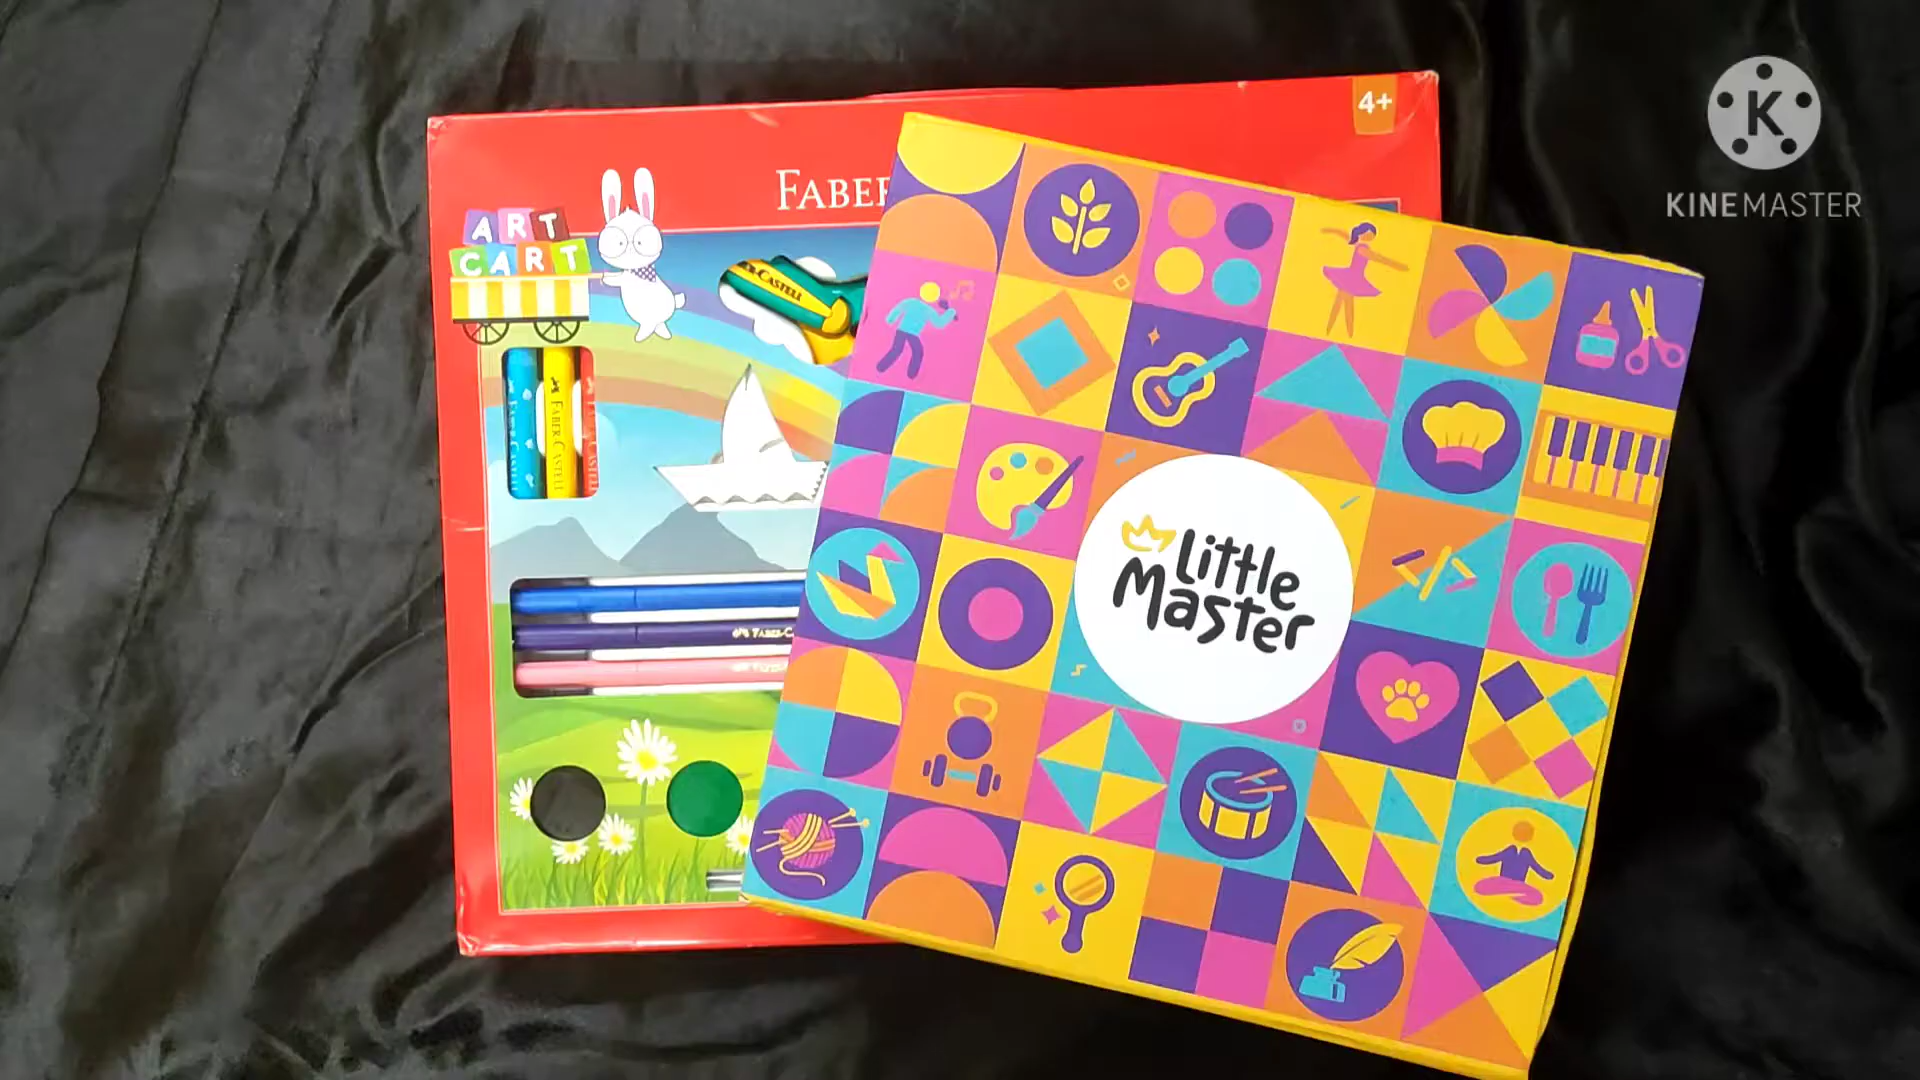 4+
FABER
ART
CART
FABER CASTELL
Little
Master
K
KINEMASTER